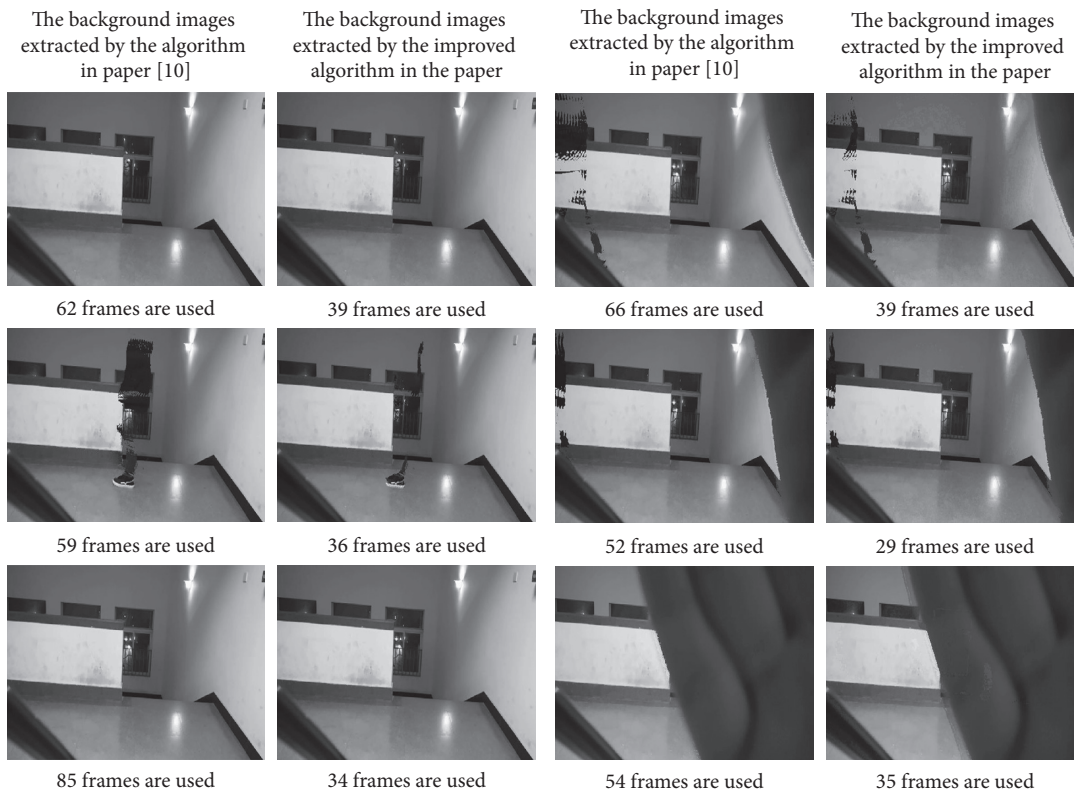 The background images
extracted by the algorithm
in paper [10]
The background images
extracted by the improved
algorithm in the paper
The background images
extracted by the algorithm
in paper [10]
The background images
extracted by the improved
algorithm in the paper
62 frames are used
39 frames are used
66 frames are used
39 frames are used
59 frames are used
36 frames are used
52 frames are used
29 frames are used
85 frames are used
34 frames are used
54 frames are used
35 frames are used